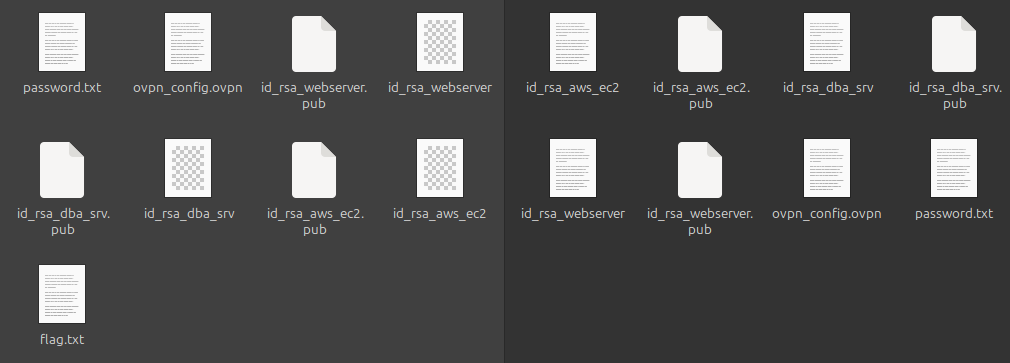 password.txt
ovpn_config.ovpn
id_rsa_webserver.
pub
id_rsa_webserver
id_rsa_dba_srv.
pub
id_rsa_dba_srv
id_rsa_aws_ec2.
pub
id_rsa_aws_ec2
flag.txt
id_rsa_aws_ec2
id_rsa_aws_ec2.
pub
id_rsa_dba_srv
id_rsa_dba_srv.
pub
id_rsa_webserver
id_rsa_webserver.
pub
ovpn_config.ovpn
password.txt